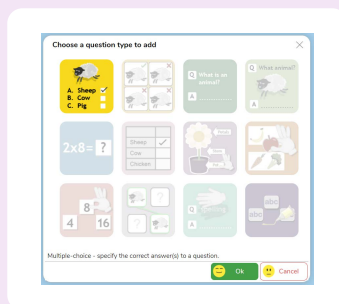 Choose a question type to add
A. Sheep
B. Cow
C. Pig
Q What is an animal?
A
Q What animal?
A
2x8= ?
Sheep
Cow
Chicken
Q
A
abc
abc
8
4 16
?
?
Multiple-choice - specify the correct answer(s) to a question.
Ok
Cancel